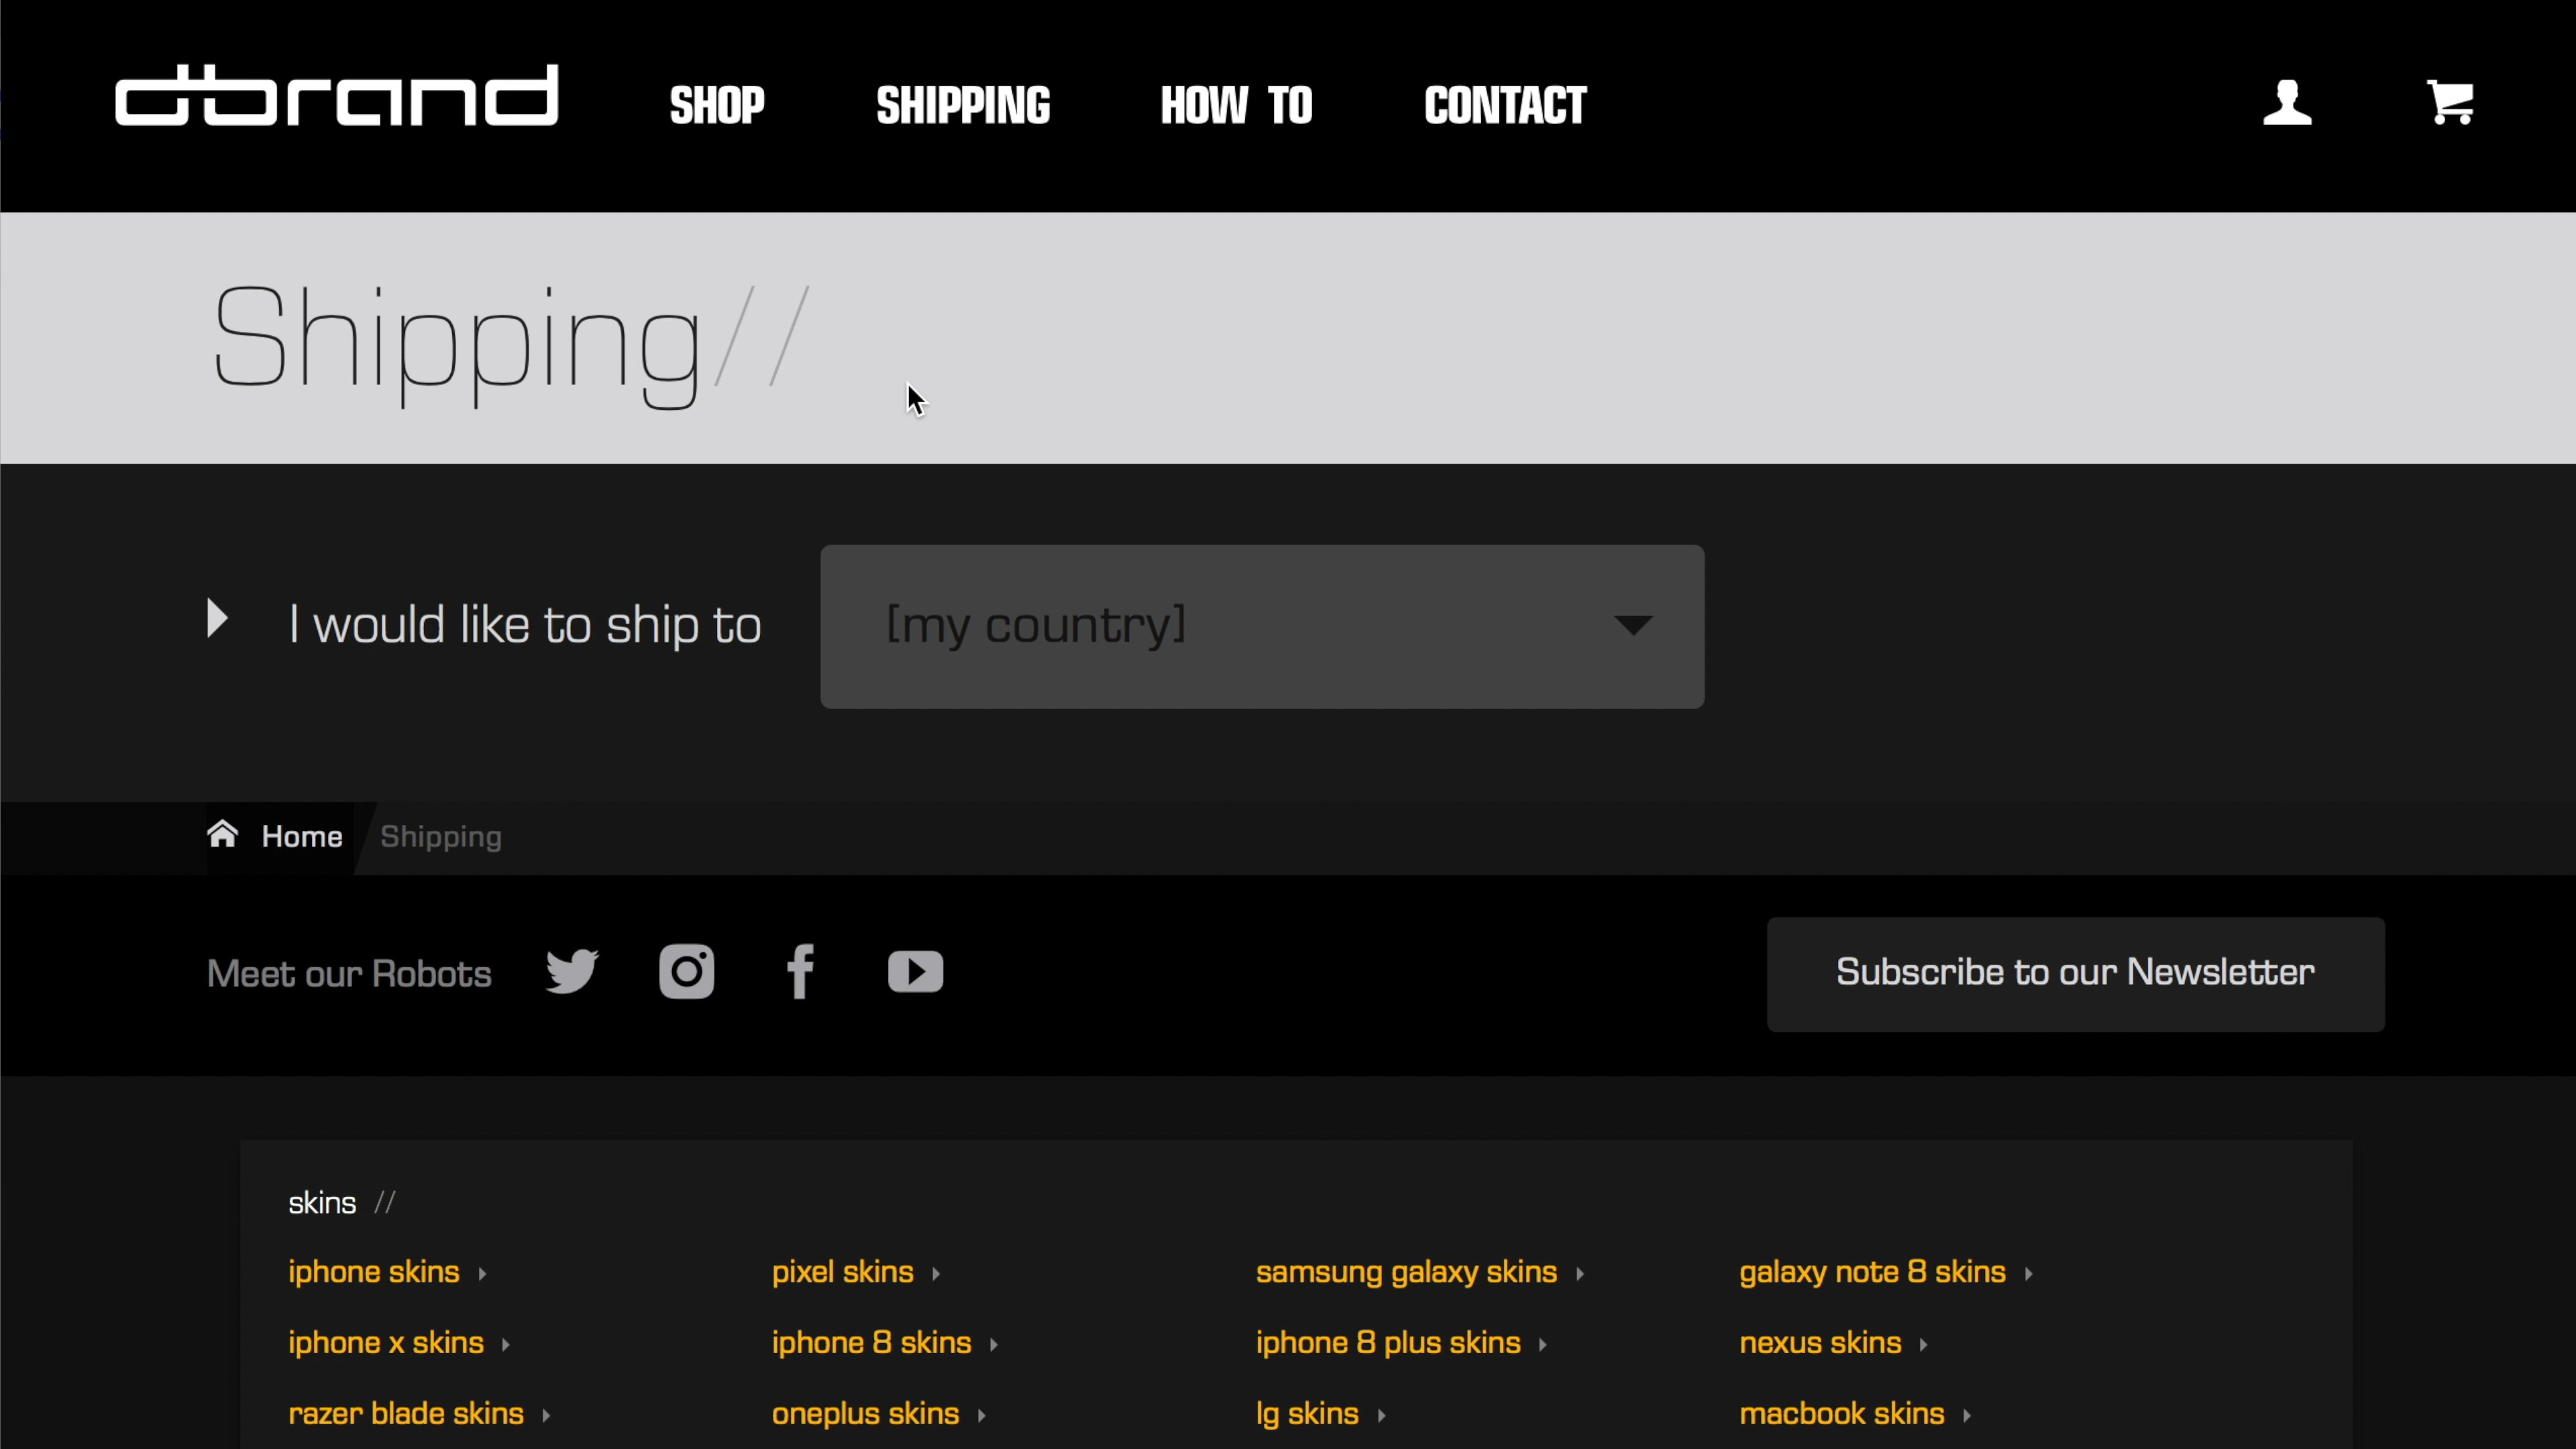 dbrand SHOP SHIPPING HOW TO CONTACT
Shipping//
I would like to ship to [my country]
Home Shipping
Meet our Robots Subscribe to our Newsletter
skins //
iphone skins pixel skins samsung galaxy skins galaxy note 8 skins
iphone x skins iphone 8 skins iphone 8 plus skins nexus skins
razer blade skins oneplus skins lg skins macbook skins